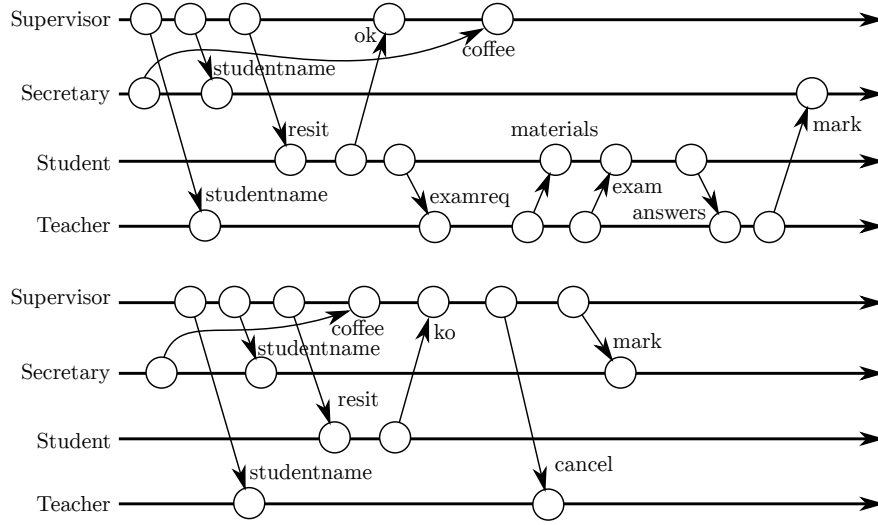 Supervisor
ok
coffee
studentname
Secretary
mark
resit
materials
Student
exam
studentname
examreq
answers
Teacher
Supervisor
coffee
ko
studentname
mark
Secretary
resit
Student
cancel
studentname
Teacher